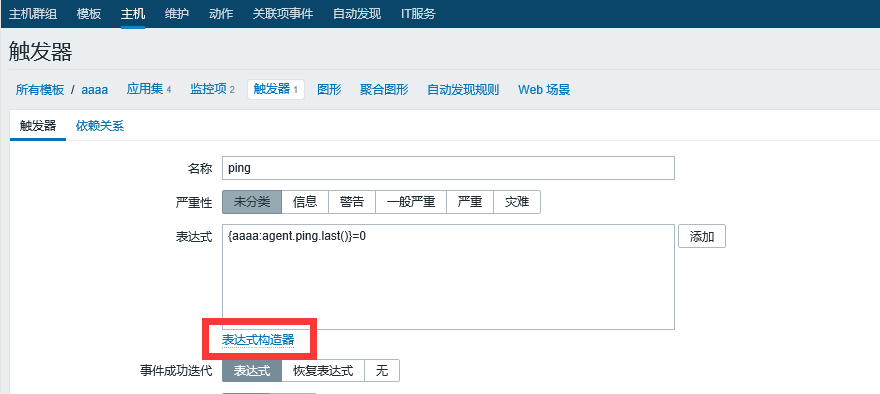 主机群组 模板 主机 维护 动作 关联项事件 自动发现 IT服务
触发器
所有模板 / aaaa 应用集 4 监控项 2 触发器 1 图形 聚合图形 自动发现规则 Web 场景
触发器 依赖关系
名称 ping
严重性 未分类 信息 警告 一般严重 严重 灾难
表达式 {aaaa:agent.ping.last()}=0 添加
表达式构造器
事件成功迭代 表达式 恢复表达式 无